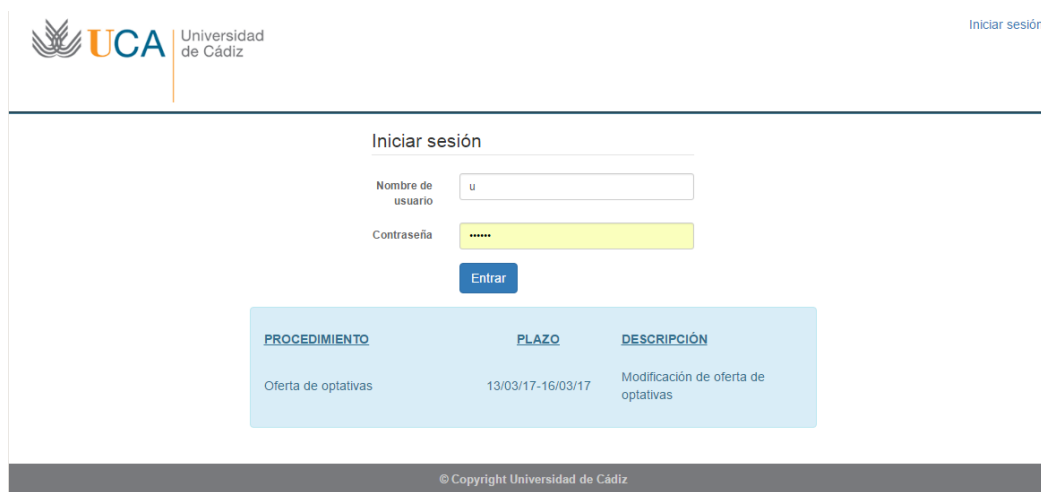 UCA Universidad
de Cádiz
Iniciar sesión
Iniciar sesión
Nombre de
usuario
u
Contraseña
••••••
Entrar
PROCEDIMIENTO PLAZO DESCRIPCIÓN
Oferta de optativas 13/03/17-16/03/17 Modificación de oferta de
optativas
© Copyright Universidad de Cádiz